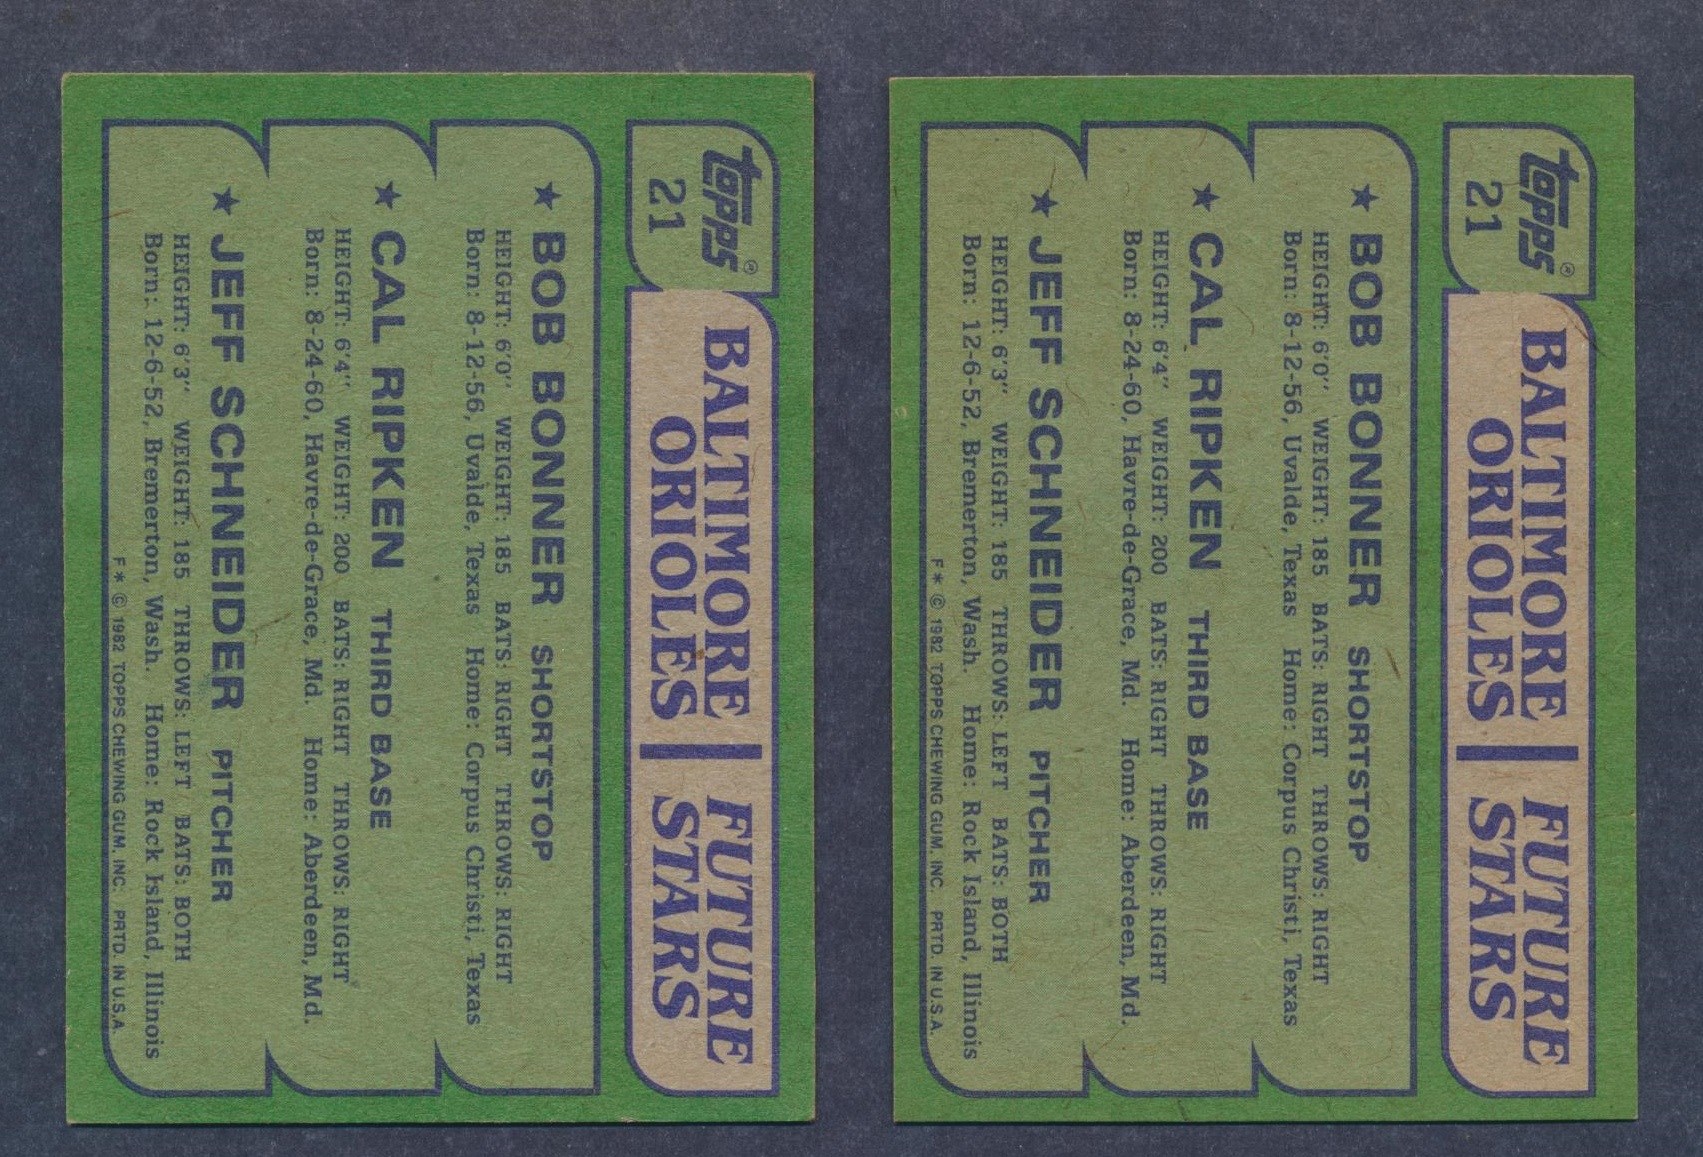 topps®
21
BALTIMORE
ORIOLES
FUTURE
STARS
★ BOB BONNER SHORTSTOP
HEIGHT: 6'0" WEIGHT: 185 BATS: RIGHT THROWS: RIGHT
Born: 8-12-56, Uvalde, Texas Home: Corpus Christi, Texas
★ CAL RIPKEN THIRD BASE
HEIGHT: 6'4" WEIGHT: 200 BATS: RIGHT THROWS: RIGHT
Born: 8-24-60, Havre-de-Grace, Md. Home: Aberdeen, Md.
★ JEFF SCHNEIDER PITCHER
HEIGHT: 6'3" WEIGHT: 185 THROWS: LEFT BATS: BOTH
Born: 12-6-52, Bremerton, Wash. Home: Rock Island, Illinois
F* © 1982 TOPPS CHEWING GUM, INC. PRTD. IN U.S.A.
topps®
21
BALTIMORE
ORIOLES
FUTURE
STARS
★ BOB BONNER SHORTSTOP
HEIGHT: 6'0" WEIGHT: 185 BATS: RIGHT THROWS: RIGHT
Born: 8-12-56, Uvalde, Texas Home: Corpus Christi, Texas
★ CAL RIPKEN THIRD BASE
HEIGHT: 6'4" WEIGHT: 200 BATS: RIGHT THROWS: RIGHT
Born: 8-24-60, Havre-de-Grace, Md. Home: Aberdeen, Md.
★ JEFF SCHNEIDER PITCHER
HEIGHT: 6'3" WEIGHT: 185 THROWS: LEFT BATS: BOTH
Born: 12-6-52, Bremerton, Wash. Home: Rock Island, Illinois
F* © 1982 TOPPS CHEWING GUM, INC. PRTD. IN U.S.A.